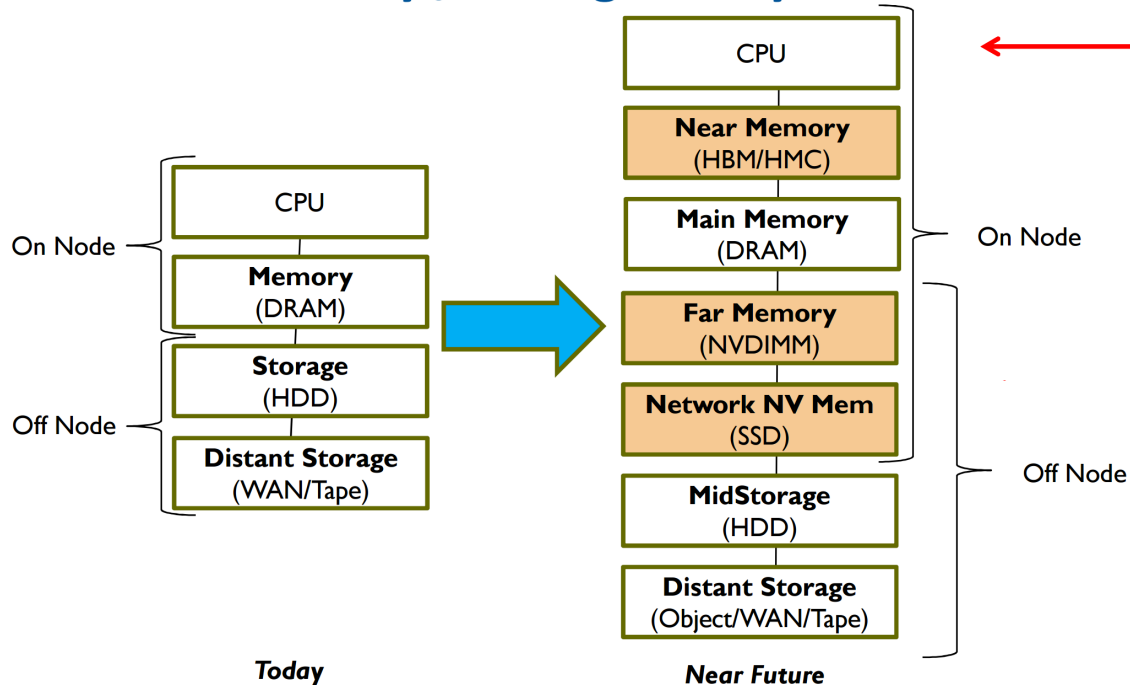 CPU
Near Memory
(HBM/HMC)
Main Memory
(DRAM)
Far Memory
(NVDIMM)
Network NV Mem
(SSD)
MidStorage
(HDD)
Distant Storage
(Object/WAN/Tape)
On Node
Off Node
Near Future
CPU
Memory
(DRAM)
Storage
(HDD)
Distant Storage
(WAN/Tape)
On Node
Off Node
Today